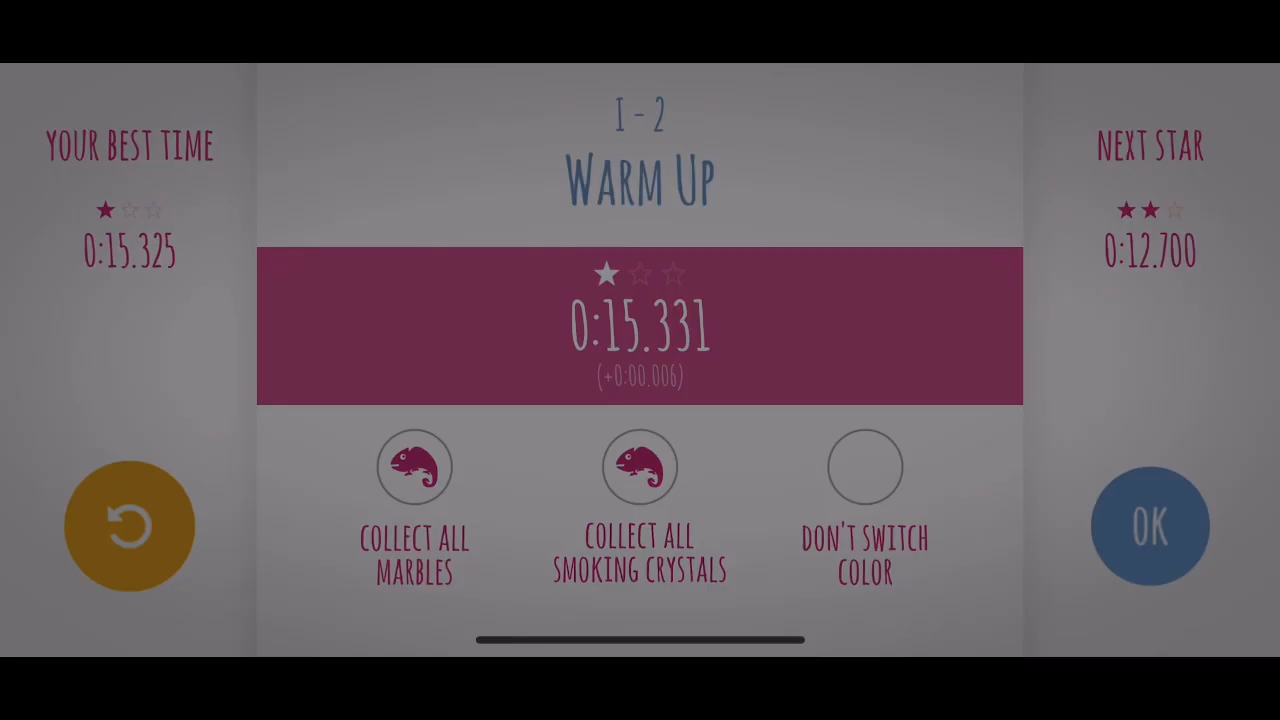 YOUR BEST TIME
0:15.325
I - 2
WARM UP
0:15.331
(+0:00.006)
COLLECT ALL
MARBLES
COLLECT ALL
SMOKING CRYSTALS
DON'T SWITCH
COLOR
NEXT STAR
0:12.700
OK